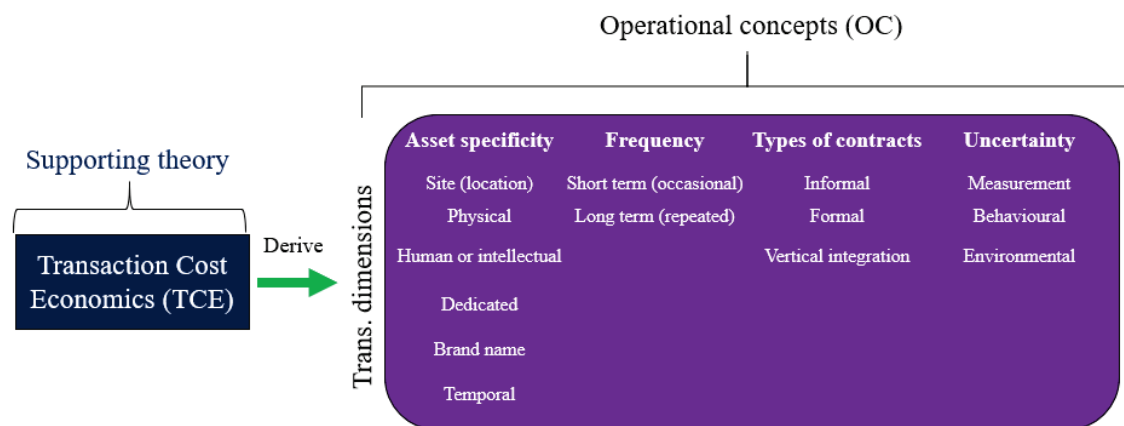 Operational concepts (OC)
Supporting theory
Transaction Cost
Economics (TCE)
Derive
Trans. dimensions
Asset specificity Frequency Types of contracts Uncertainty
Site (location) Short term (occasional) Informal Measurement
Physical Long term (repeated) Formal Behavioural
Human or intellectual Vertical integration Environmental
Dedicated
Brand name
Temporal